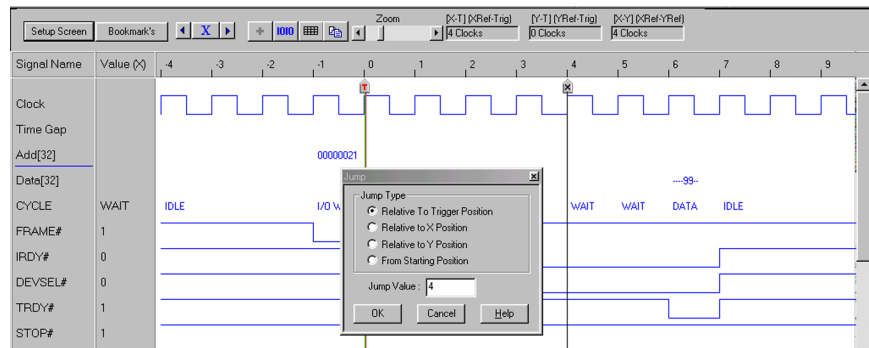 Zoom [X-T] (XRef-Trig) [Y-T] (YRef-Trig) [X-Y] (XRef-YRef)
Setup Screen Bookmark's X 1010 4 Clocks 0 Clocks 4 Clocks
Signal Name Value (X) -4 -3 -2 -1 0 1 2 3 4 5 6 7 8 9
T X
Clock
Time Gap
Add[32] 00000021
Jump
Data[32] ----99--
Jump Type
CYCLE WAIT IDLE I/O W WAIT WAIT DATA IDLE
Relative To Trigger Position
FRAME# 1 Relative to X Position
Relative to Y Position
IRDY# 0 From Starting Position
DEVSEL# 0 Jump Value : 4
TRDY# 1 OK Cancel Help
STOP# 1